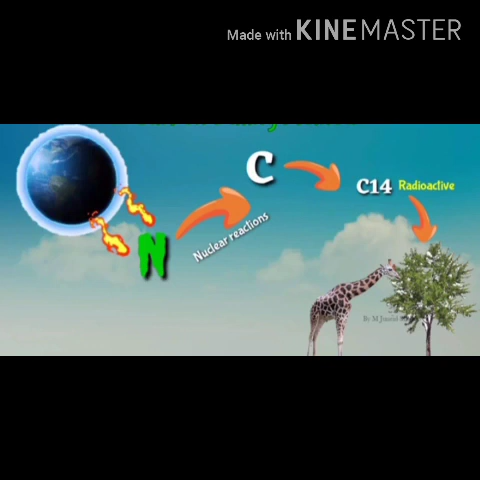 Made with KINEMASTER
C
C14 Radioactive
N
Nuclear reactions